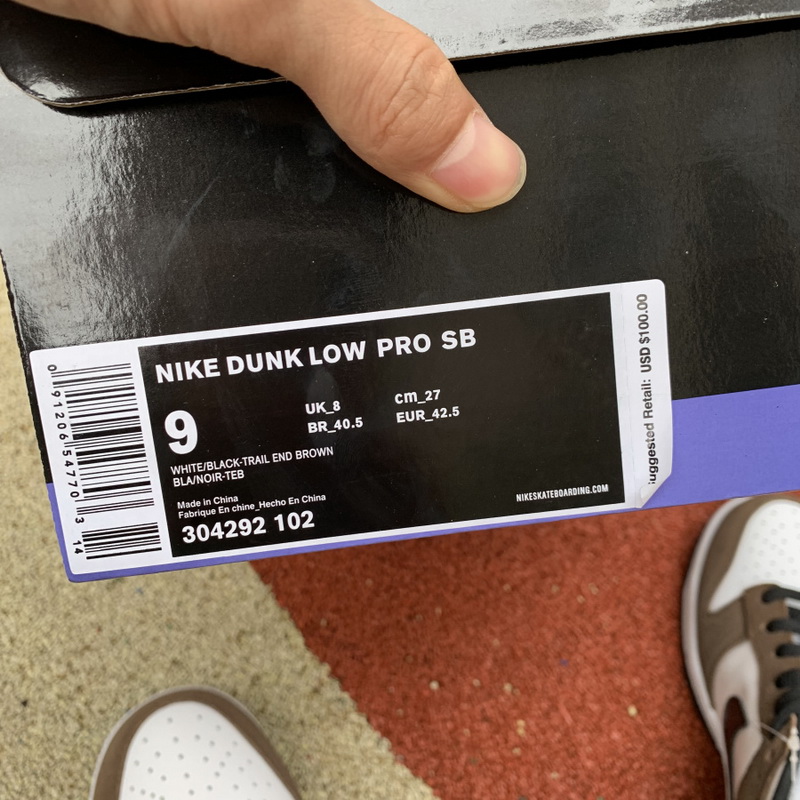 NIKE DUNK LOW PRO SB
9
UK_8
cm_27
BR_40.5
EUR_42.5
WHITE/BLACK-TRAIL END BROWN
BLA/NOIR-TEB
Made in China
Fabrique En chine_Hecho En China
304292 102
NIKESKATEBOARDING.COM
0 91206 54770 3 14
uggested Retail: USD $100.00